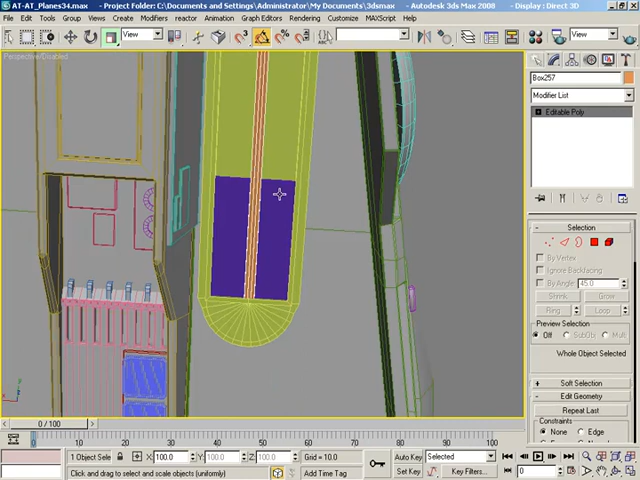 AT-AT_Planes34.max - Project Folder: C:\Documents and Settings\Administrator\My Documents\3dsmax - Autodesk 3ds Max 2008 - Display : Direct 3D
File Edit Tools Group Views Create Modifiers reactor Animation Graph Editors Rendering Customize MAXScript Help
View
View
Perspective/Disabled
Box257
Modifier List
Editable Poly
Selection
By Vertex
Ignore Backfacing
By Angle: 45.0
Shrink Grow
Ring Loop
Preview Selection
Off SubObj Multi
Whole Object Selected
Soft Selection
Edit Geometry
Repeat Last
Constraints
None Edge
0 / 100
0 10 20 30 40 50 60 70 80 90 100
1 Object Sele X: 100.0 Y: 100.0 Z: 100.0 Grid = 10.0
Auto Key Selected
Click and drag to select and scale objects (uniformly) Add Time Tag
Set Key Key Filters... 0